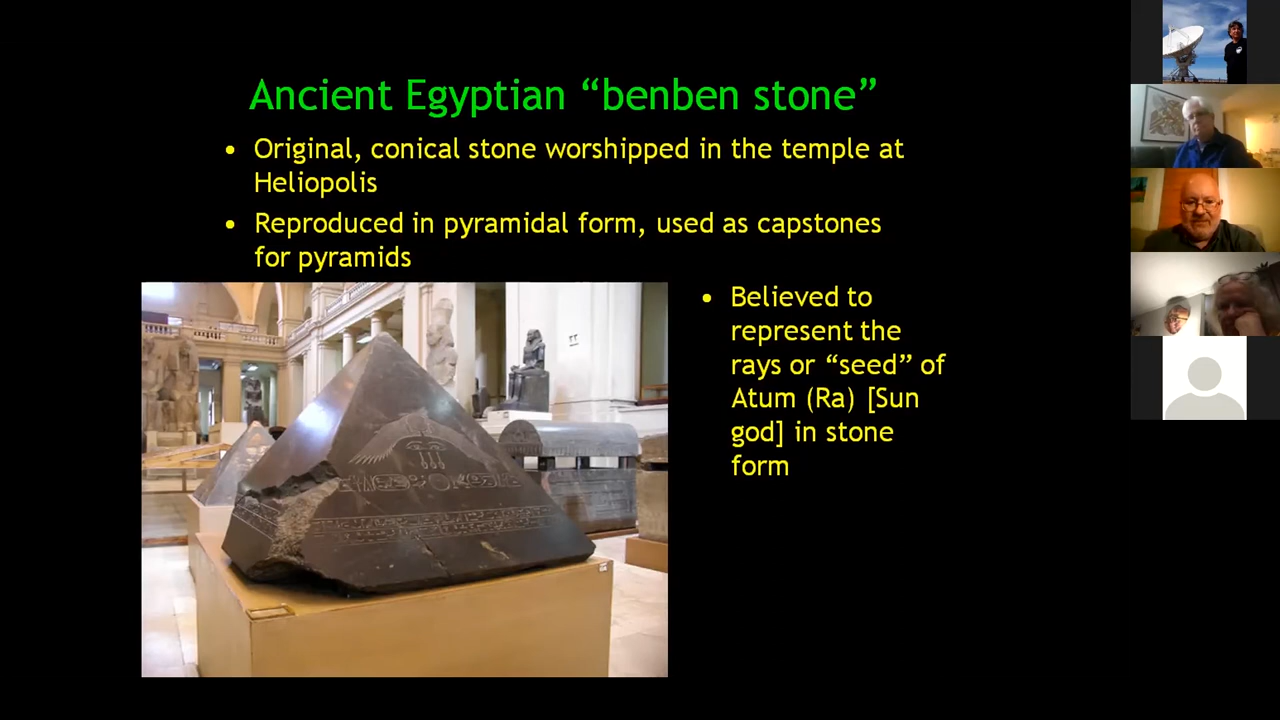 Ancient Egyptian “benben stone”
• Original, conical stone worshipped in the temple at
Heliopolis
• Reproduced in pyramidal form, used as capstones
for pyramids
• Believed to
represent the
rays or “seed” of
Atum (Ra) [Sun
god] in stone
form